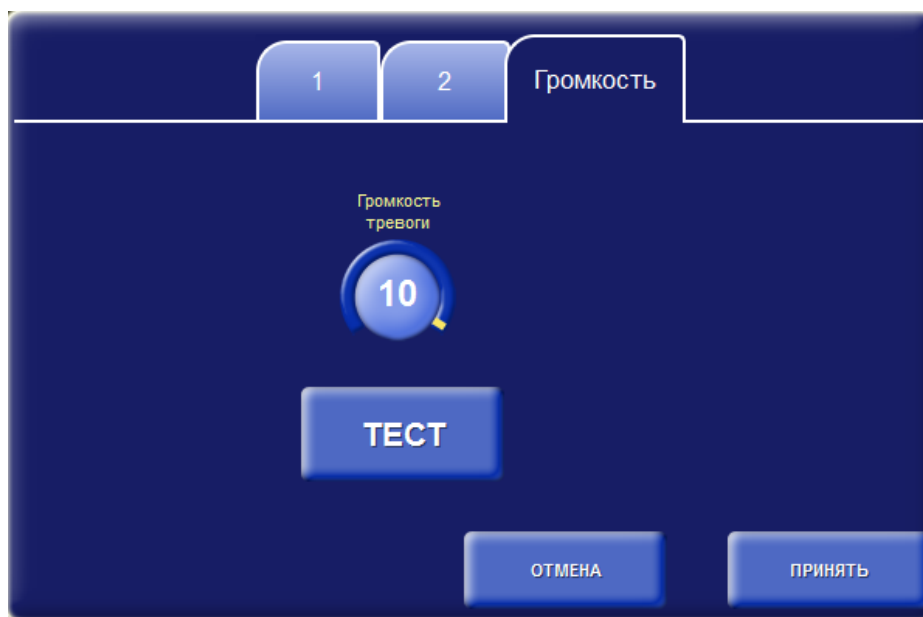 1
2
Громкость
Громкость
тревоги
10
ТЕСТ
ОТМЕНА
ПРИНЯТЬ